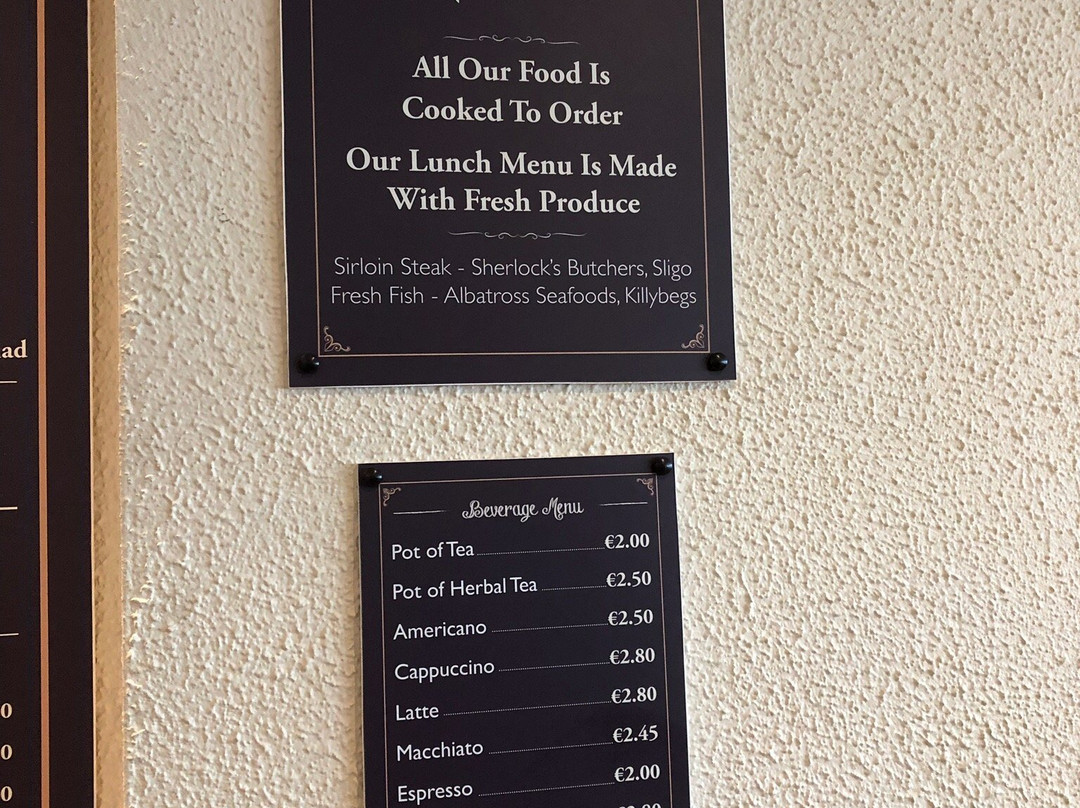 All Our Food Is
Cooked To Order
Our Lunch Menu Is Made
With Fresh Produce
Sirloin Steak - Sherlock's Butchers, Sligo
Fresh Fish - Albatross Seafoods, Killybegs
Beverage Menu
Pot of Tea €2.00
Pot of Herbal Tea €2.50
Americano €2.50
Cappuccino €2.80
Latte €2.80
Macchiato €2.45
Espresso €2.00